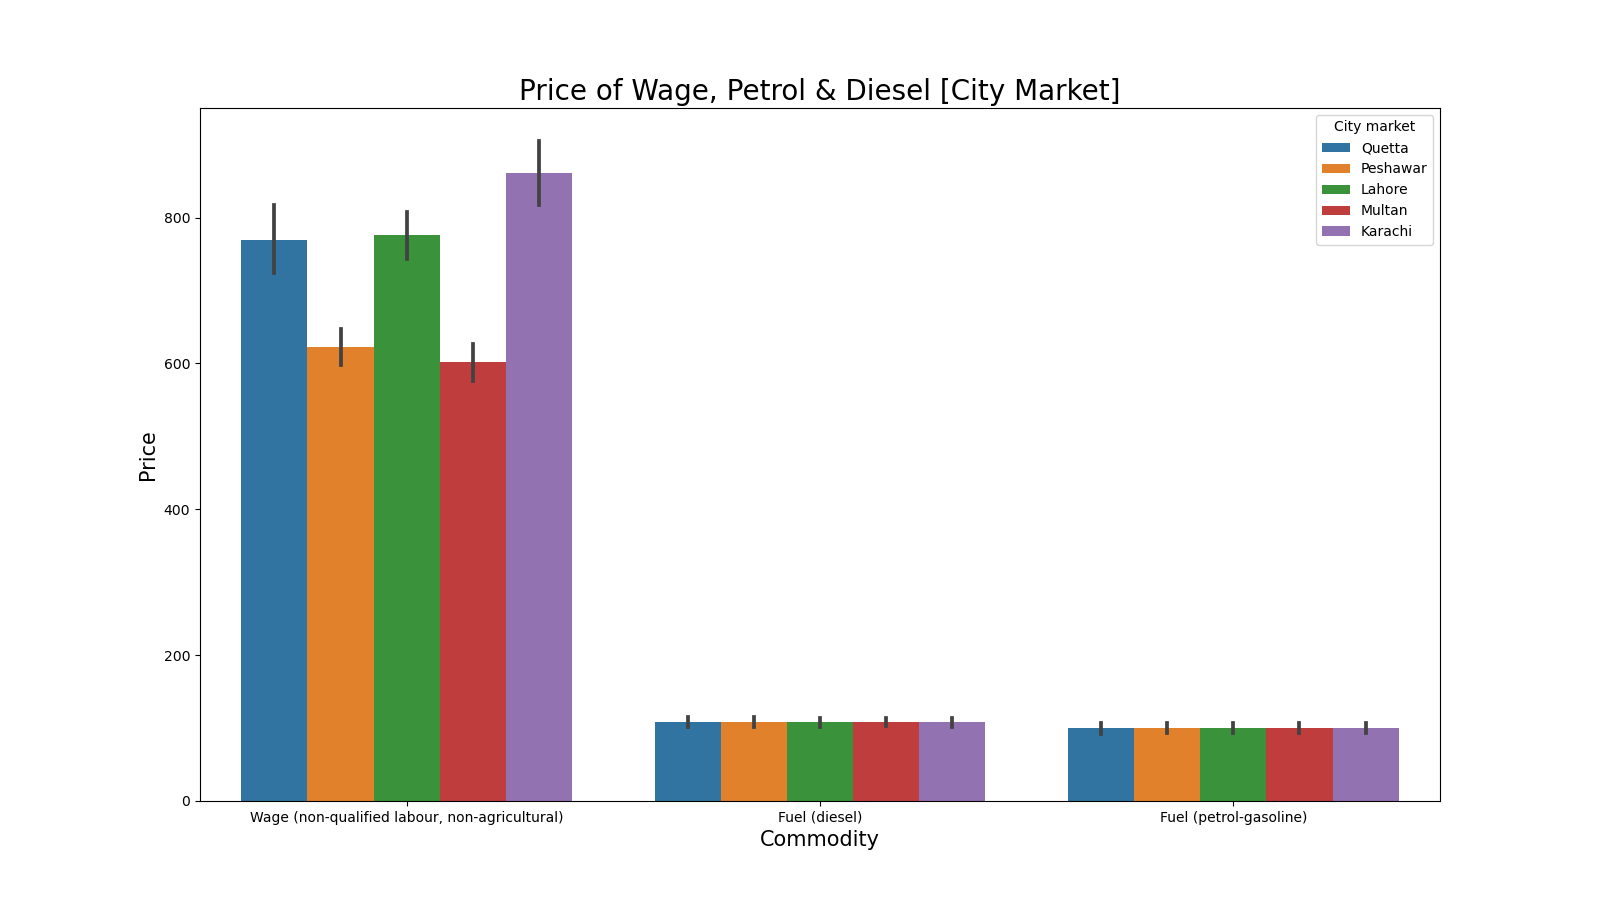 Price of Wage, Petrol & Diesel [City Market]
City market
Quetta
Peshawar
Lahore
Multan
Karachi
800
600
400
200
0
Price
Wage (non-qualified labour, non-agricultural)
Fuel (diesel)
Fuel (petrol-gasoline)
Commodity